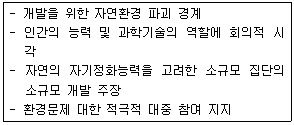 - 개발을 위한 자연환경 파괴 경계
- 인간의 능력 및 과학기술의 역할에 회의적 시
각
- 자연의 자기정화능력을 고려한 소규모 집단의
소규모 개발 주장
- 환경문제 대한 적극적 대중 참여 지지